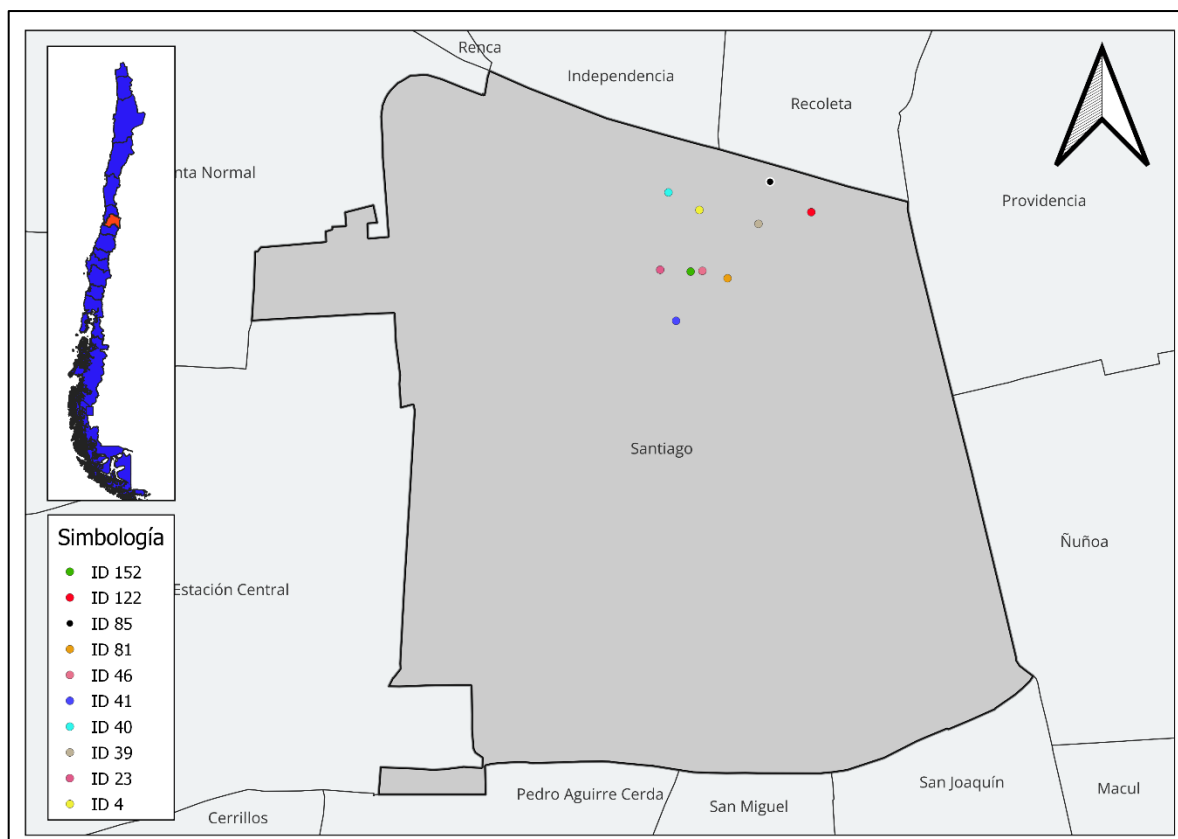 Renca
Independencia
Recoleta
nta Normal
Providencia
Santiago
Ñuñoa
Estación Central
Simbología
ID 152
ID 122
ID 85
ID 81
ID 46
ID 41
ID 40
ID 39
ID 23
ID 4
Pedro Aguirre Cerda
San Miguel
San Joaquín
Macul
Cerrillos